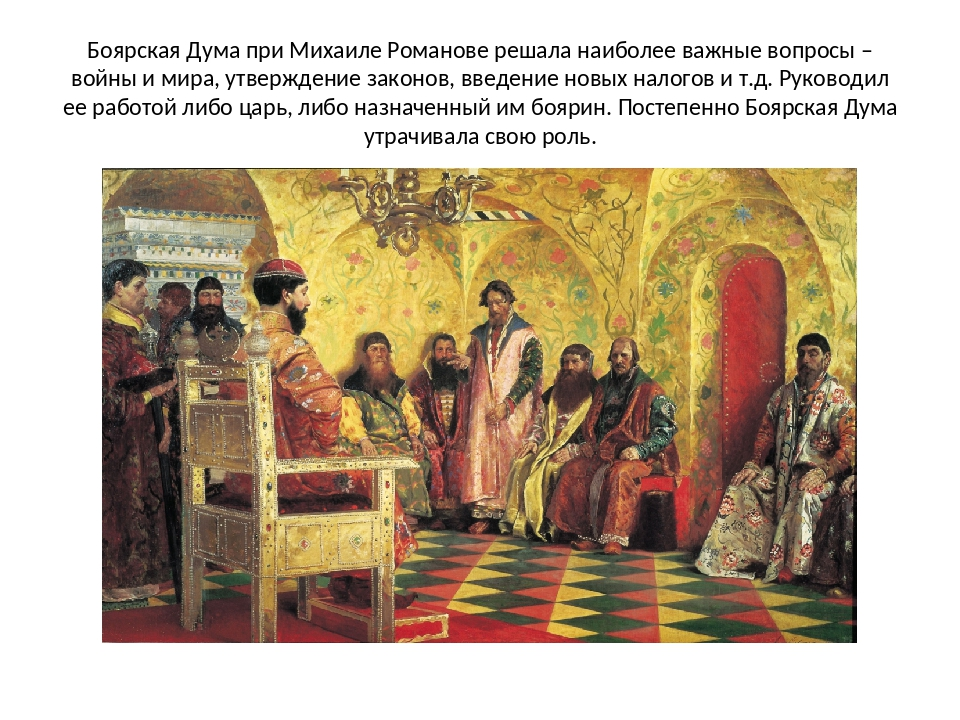 Боярская Дума при Михаиле Романове решала наиболее важные вопросы –
войны и мира, утверждение законов, введение новых налогов и т.д. Руководил
ее работой либо царь, либо назначенный им боярин. Постепенно Боярская Дума
утрачивала свою роль.